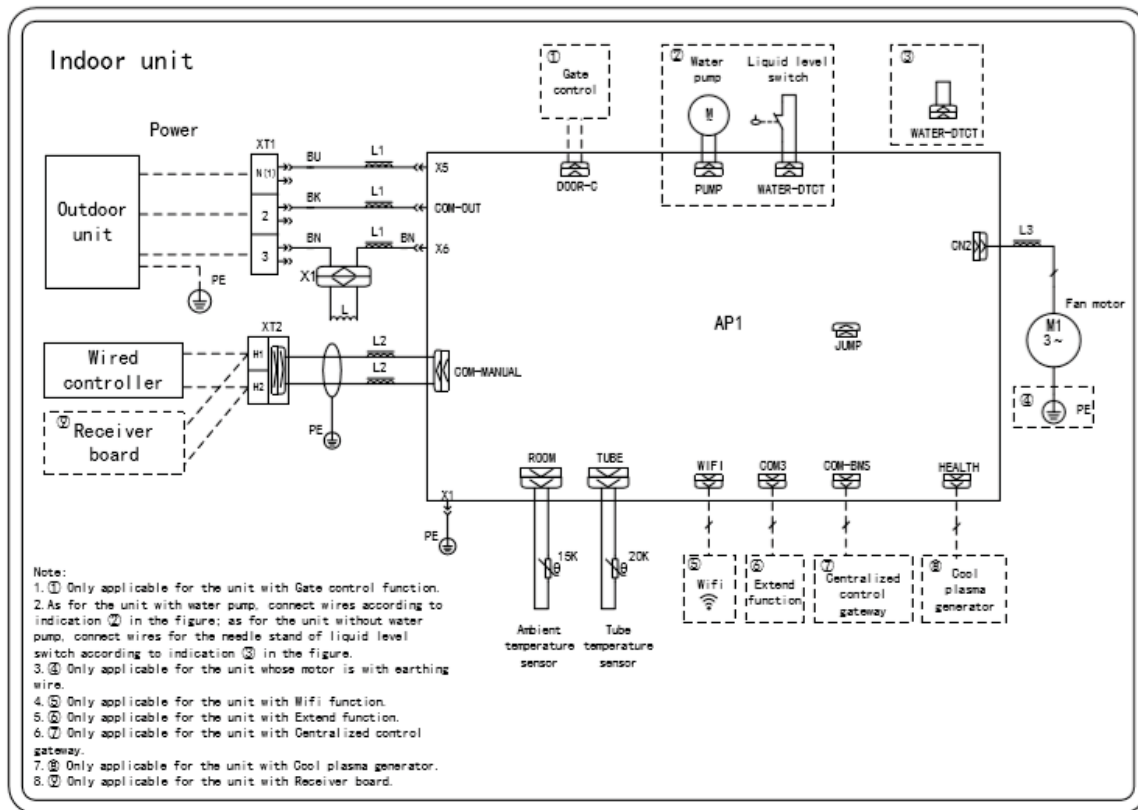 Indoor unit
Power
Outdoor
unit
PE
XT1
N(1)
2
3
BU
L1
X5
BK
L1
COM-OUT
BN
L1
BN
X6
X1
L
①
Gate
control
DOOR-C
②
Water
pump
M
PUMP
Liquid level
switch
WATER-DTCT
③
WATER-DTCT
CN2
L3
Fan motor
M1
3~
④
PE
AP1
JUMP
Wired
controller
⑨
Receiver
board
XT2
H1
H2
L2
L2
COM-MANUAL
PE
X1
PE
ROOM
TUBE
15K
θ
20K
θ
Ambient
temperature
sensor
Tube
temperature
sensor
WIFI
COM3
COM-BMS
HEALTH
⑤
Wifi
⑥
Extend
function
⑦
Centralized
control
gateway
⑧
Cool
plasma
generator
Note:
1. ① Only applicable for the unit with Gate control function.
2. As for the unit with water pump, connect wires according to
indication ② in the figure; as for the unit without water
pump, connect wires for the needle stand of liquid level
switch according to indication ③ in the figure.
3. ④ Only applicable for the unit whose motor is with earthing
wire.
4. ⑤ Only applicable for the unit with Wifi function.
5. ⑥ Only applicable for the unit with Extend function.
6. ⑦ Only applicable for the unit with Centralized control
gateway.
7. ⑧ Only applicable for the unit with Cool plasma generator.
8. ⑨ Only applicable for the unit with Receiver board.